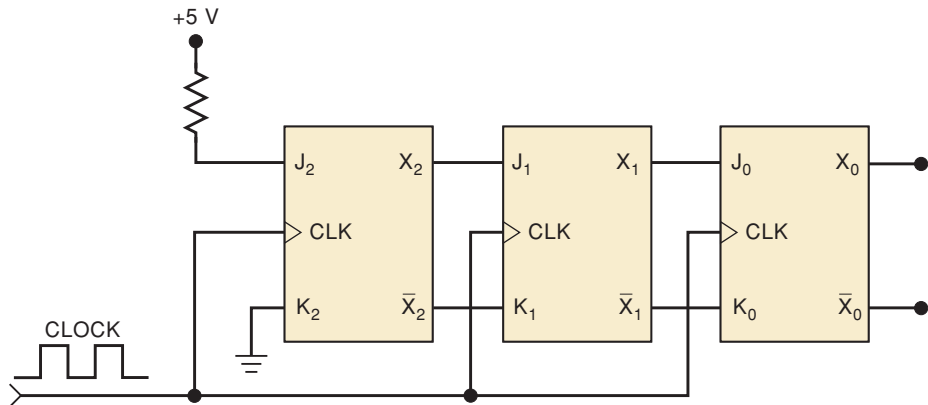 +5 V
J₂ X₂ J₁ X₁ J₀ X₀
CLK CLK CLK
K₂ X̄₂ K₁ X̄₁ K₀ X̄₀
CLOCK